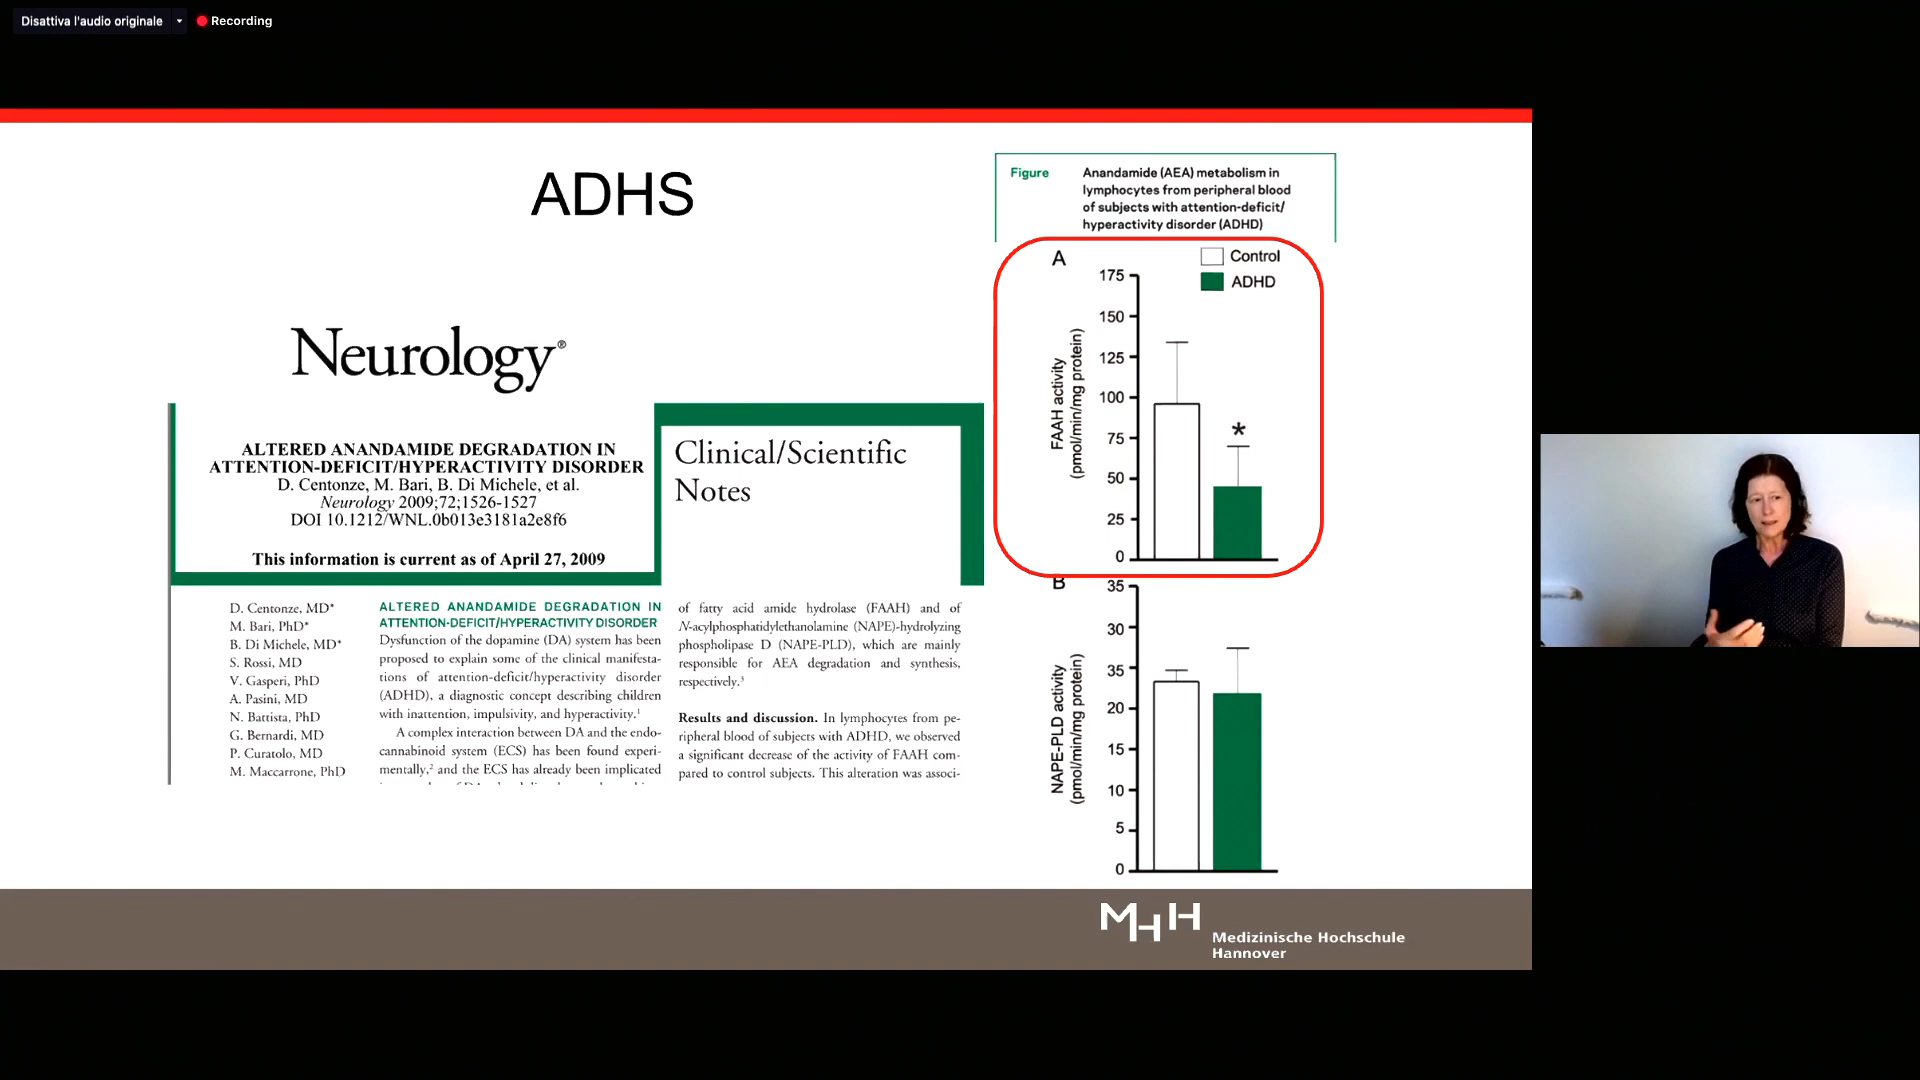 Disattiva l'audio originale
Recording
ADHS
Neurology®
ALTERED ANANDAMIDE DEGRADATION IN
ATTENTION-DEFICIT/HYPERACTIVITY DISORDER
D. Centonze, M. Bari, B. Di Michele, et al.
Neurology 2009;72;1526-1527
DOI 10.1212/WNL.0b013e3181a2e8f6
This information is current as of April 27, 2009
Clinical/Scientific
Notes
D. Centonze, MD*
M. Bari, PhD*
B. Di Michele, MD*
S. Rossi, MD
V. Gasperi, PhD
A. Pasini, MD
N. Battista, PhD
G. Bernardi, MD
P. Curatolo, MD
M. Maccarrone, PhD
ALTERED ANANDAMIDE DEGRADATION IN
ATTENTION-DEFICIT/HYPERACTIVITY DISORDER
Dysfunction of the dopamine (DA) system has been
proposed to explain some of the clinical manifesta-
tions of attention-deficit/hyperactivity disorder
(ADHD), a diagnostic concept describing children
with inattention, impulsivity, and hyperactivity.¹
A complex interaction between DA and the endo-
cannabinoid system (ECS) has been found experi-
mentally,² and the ECS has already been implicated
of fatty acid amide hydrolase (FAAH) and of
N-acylphosphatidylethanolamine (NAPE)-hydrolyzing
phospholipase D (NAPE-PLD), which are mainly
responsible for AEA degradation and synthesis,
respectively.³
Results and discussion. In lymphocytes from pe-
ripheral blood of subjects with ADHD, we observed
a significant decrease of the activity of FAAH com-
pared to control subjects. This alteration was associ-
Figure
Anandamide (AEA) metabolism in
lymphocytes from peripheral blood
of subjects with attention-deficit/
hyperactivity disorder (ADHD)
A
Control
ADHD
FAAH activity
(pmol/min/mg protein)
175
150
125
100
75
50
25
0
*
B
NAPE-PLD activity
(pmol/min/mg protein)
35
30
35
20
15
10
5
0
MHH
Medizinische Hochschule
Hannover